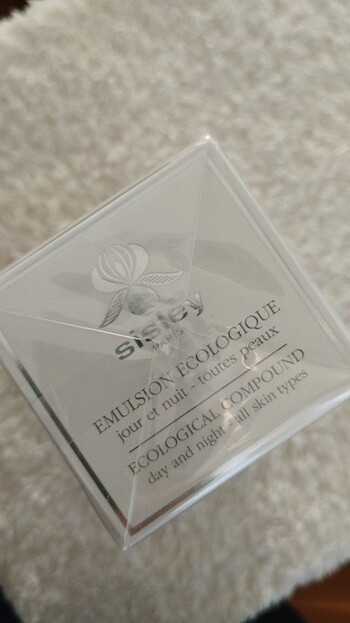 sisley
PARIS
EMULSION ECOLOGIQUE
jour et nuit - toutes peaux
ECOLOGICAL COMPOUND
day and night - all skin types